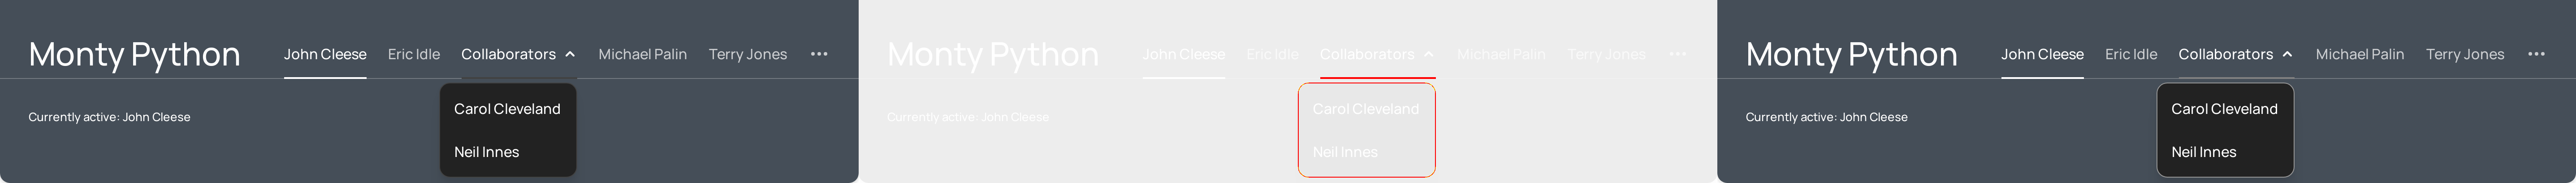 Monty Python John Cleese Eric Idle Collaborators Michael Palin Terry Jones ···
Carol Cleveland
Currently active: John Cleese
Neil Innes
Monty Python John Cleese Eric Idle Collaborators Michael Palin Terry Jones ···
Carol Cleveland
Currently active: John Cleese
Neil Innes
Monty Python John Cleese Eric Idle Collaborators Michael Palin Terry Jones ···
Carol Cleveland
Currently active: John Cleese
Neil Innes